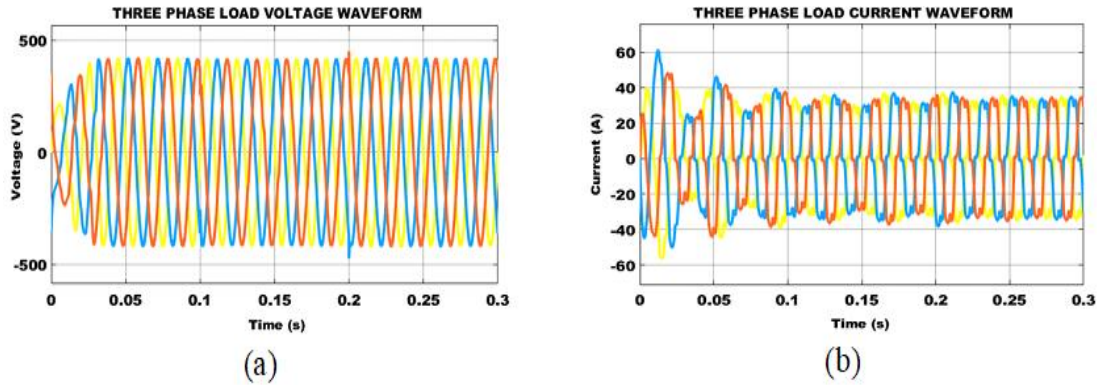 THREE PHASE LOAD VOLTAGE WAVEFORM
500
0
-500
Voltage (V)
0 0.05 0.1 0.15 0.2 0.25 0.3
Time (s)
(a)
THREE PHASE LOAD CURRENT WAVEFORM
60
40
20
0
-20
-40
-60
Current (A)
0 0.05 0.1 0.15 0.2 0.25 0.3
Time (s)
(b)